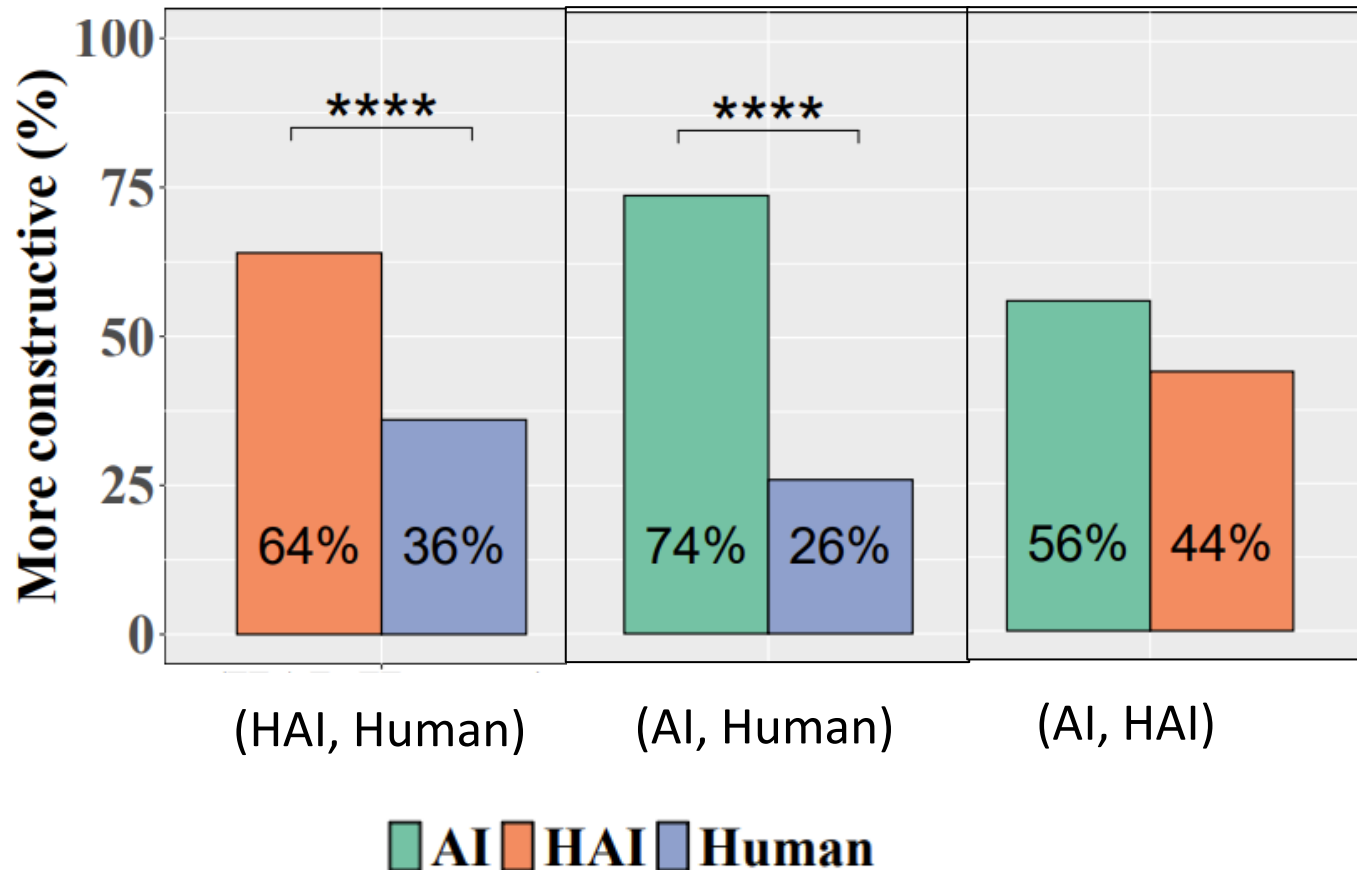 More constructive (%)
100
75
50
25
0
****
****
64%
36%
74%
26%
56%
44%
(HAI, Human)
(AI, Human)
(AI, HAI)
AI HAI Human